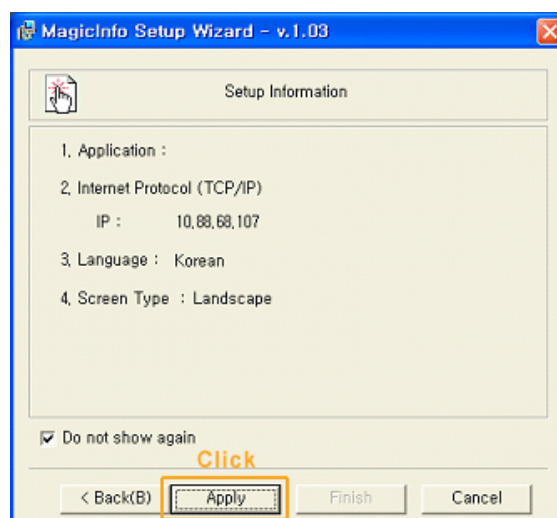 MagicInfo Setup Wizard - v.1.03
Setup Information
1, Application :
2, Internet Protocol (TCP/IP)
IP : 10,88,68,107
3, Language : Korean
4, Screen Type : Landscape
Do not show again
Click
< Back(B) Apply Finish Cancel